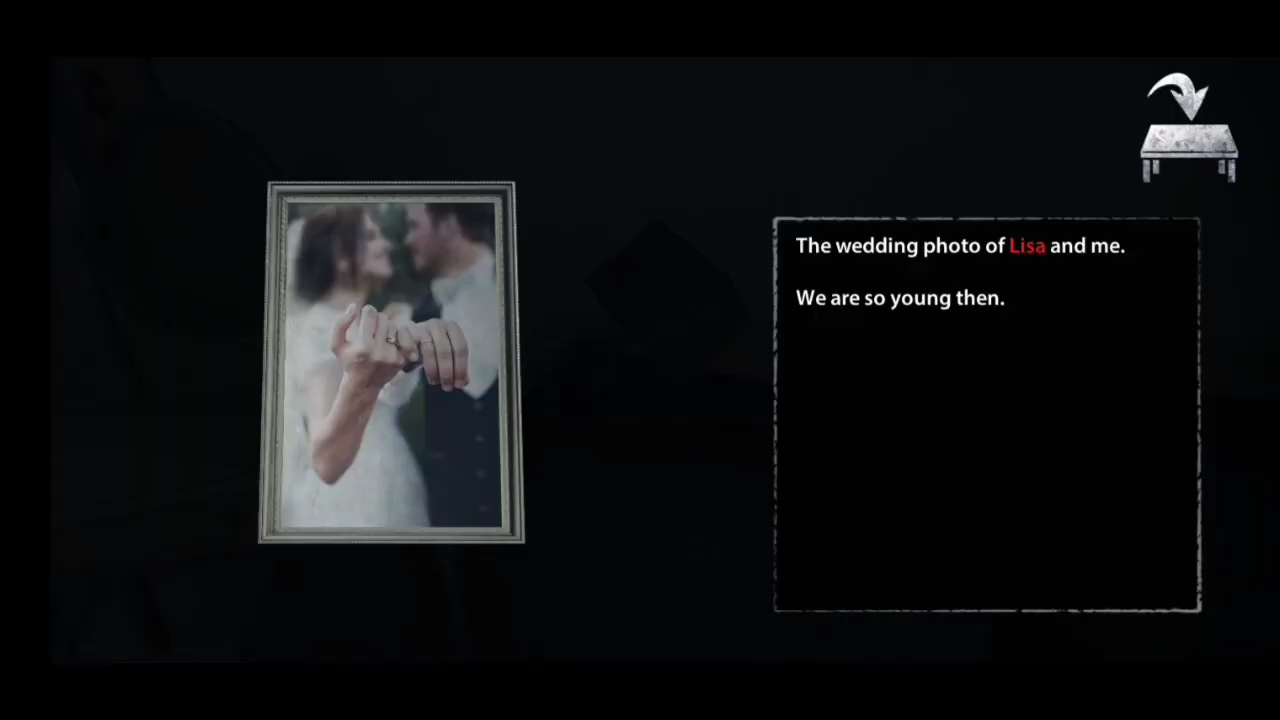 The wedding photo of Lisa and me.
We are so young then.